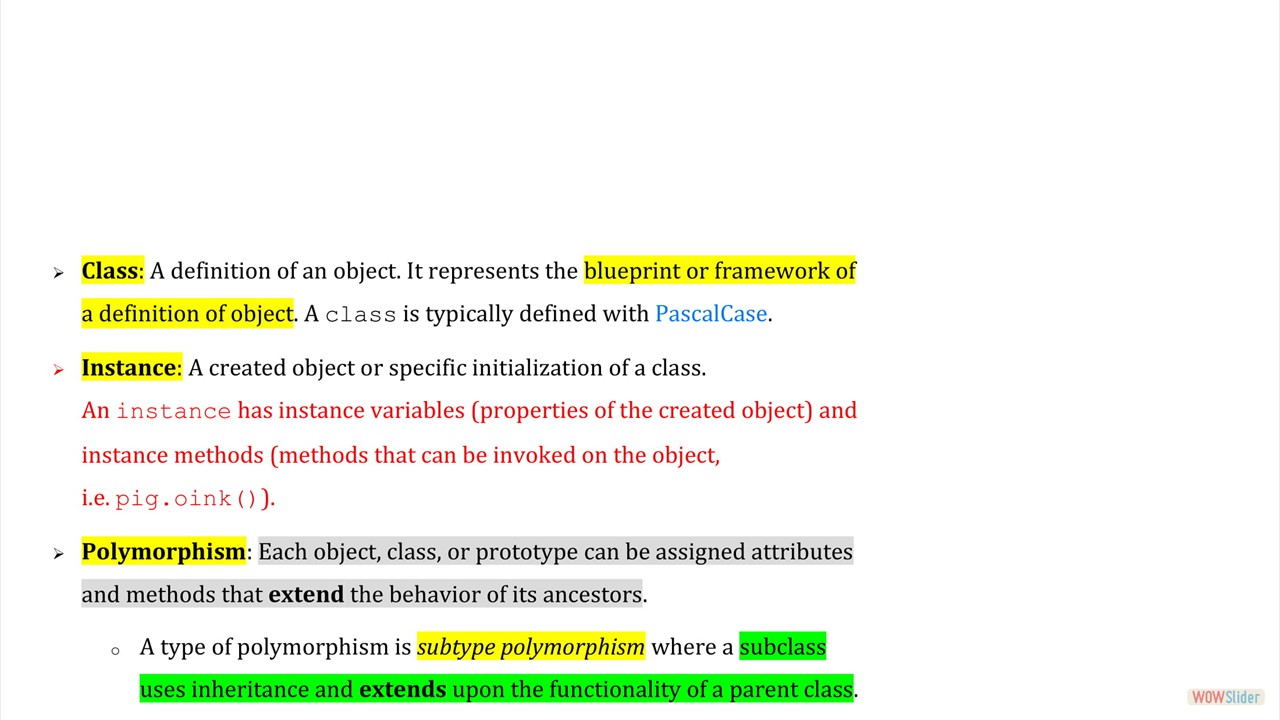 ➢ Class: A definition of an object. It represents the blueprint or framework of
a definition of object. A class is typically defined with PascalCase.
➢ Instance: A created object or specific initialization of a class.
An instance has instance variables (properties of the created object) and
instance methods (methods that can be invoked on the object,
i.e. pig.oink()).
➢ Polymorphism: Each object, class, or prototype can be assigned attributes
and methods that extend the behavior of its ancestors.
○ A type of polymorphism is subtype polymorphism where a subclass
uses inheritance and extends upon the functionality of a parent class.
WOWSlider